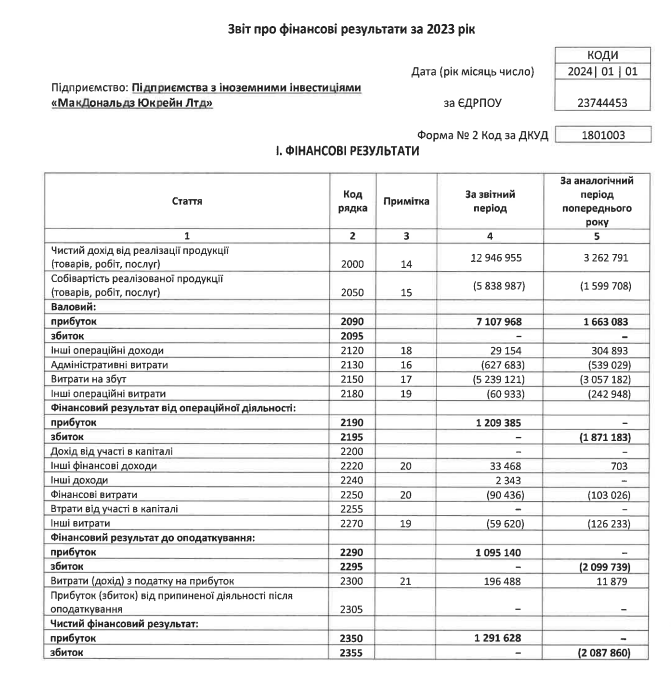 Звіт про фінансові результати за 2023 рік
КОДИ
Дата (рік місяць число) 2024| 01 | 01
Підприємство: Підприємства з іноземними інвестиціями
«МакДональдз Юкрейн Лтд» за ЄДРПОУ 23744453
Форма № 2 Код за ДКУД 1801003
І. ФІНАНСОВІ РЕЗУЛЬТАТИ
Стаття Код рядка Примітка За звітний період За аналогічний період попереднього року
1 2 3 4 5
Чистий дохід від реалізації продукції
(товарів, робіт, послуг) 2000 14 12 946 955 3 262 791
Собівартість реалізованої продукції
(товарів, робіт, послуг) 2050 15 (5 838 987) (1 599 708)
Валовий:
прибуток 2090 7 107 968 1 663 083
збиток 2095 – –
Інші операційні доходи 2120 18 29 154 304 893
Адміністративні витрати 2130 16 (627 683) (539 029)
Витрати на збут 2150 17 (5 239 121) (3 057 182)
Інші операційні витрати 2180 19 (60 933) (242 948)
Фінансовий результат від операційної діяльності:
прибуток 2190 1 209 385 –
збиток 2195 – (1 871 183)
Дохід від участі в капіталі 2200 – –
Інші фінансові доходи 2220 20 33 468 703
Інші доходи 2240 2 343 –
Фінансові витрати 2250 20 (90 436) (103 026)
Втрати від участі в капіталі 2255 – –
Інші витрати 2270 19 (59 620) (126 233)
Фінансовий результат до оподаткування:
прибуток 2290 1 095 140 –
збиток 2295 – (2 099 739)
Витрати (дохід) з податку на прибуток 2300 21 196 488 11 879
Прибуток (збиток) від припиненої діяльності після
оподаткування 2305 – –
Чистий фінансовий результат:
прибуток 2350 1 291 628 –
збиток 2355 – (2 087 860)